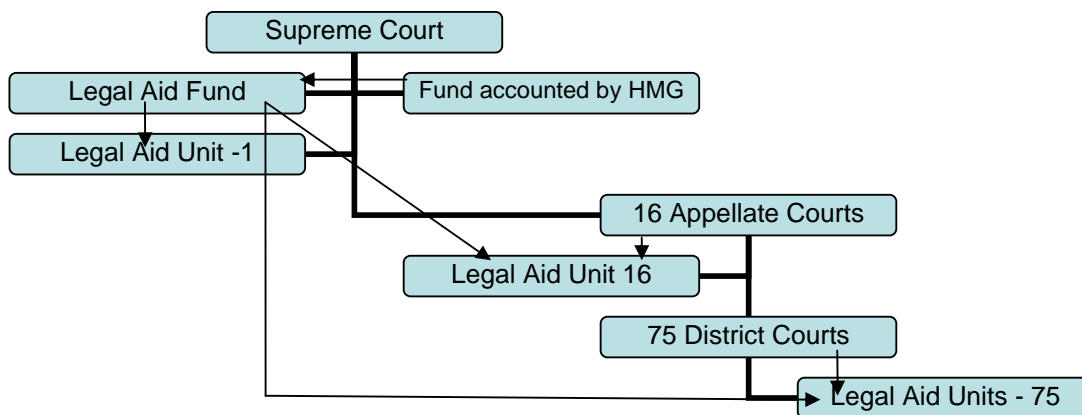 Supreme Court
Legal Aid Fund
Fund accounted by HMG
Legal Aid Unit -1
16 Appellate Courts
Legal Aid Unit 16
75 District Courts
Legal Aid Units - 75